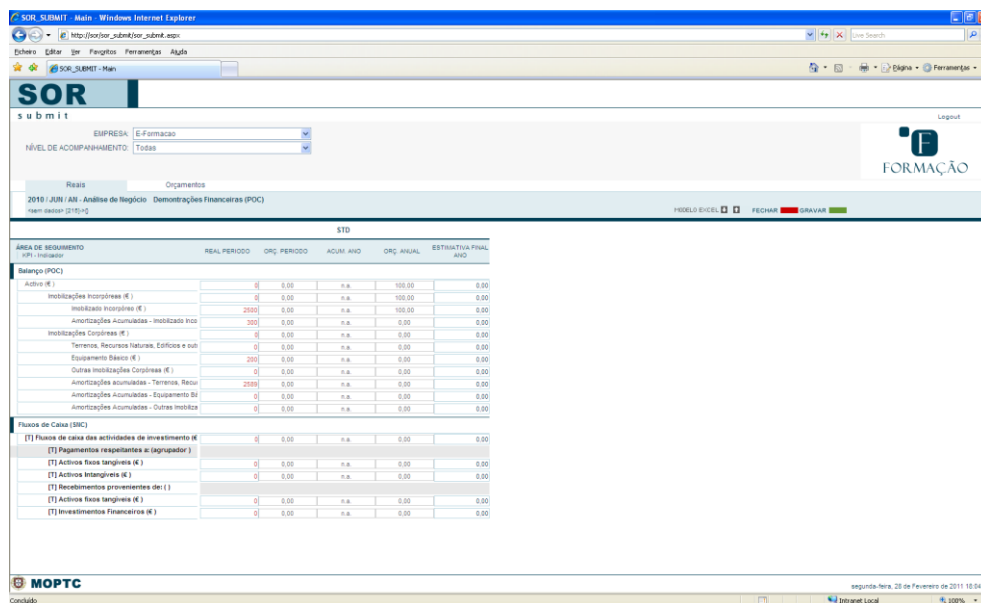 SOR_SUBMIT - Main - Windows Internet Explorer
http://sor/sor_submit/sor_submit.aspx Live Search
Ficheiro Editar Ver Favoritos Ferramentas Ajuda
SOR_SUBMIT - Main Página Ferramentas
SOR
submit
Logout
EMPRESA: E-Formacao
NÍVEL DE ACOMPANHAMENTO: Todas
F
FORMAÇÃO
Reais Orçamentos
2010 / JUN / AN - Análise de Negócio Demontrações Financeiras (POC)
MODELO EXCEL FECHAR GRAVAR
STD
ÁREA DE SEGUIMENTO REAL PERIODO ORÇ. PERIODO ACUM. ANO ORÇ. ANUAL ESTIMATIVA FINAL ANO
KPI - Indicador
Balanço (POC)
Activo (€ ) 0 0,00 n.a. 100,00 0,00
Imobilizações Incorpóreas (€ ) 0 0,00 n.a. 100,00 0,00
Imobilizado Incorpóreo (€ ) 2500 0,00 n.a. 100,00 0,00
Amortizações Acumuladas - Imobilizado Inco 300 0,00 n.a. 0,00 0,00
Imobilizações Corpóreas (€ ) 0 0,00 n.a. 0,00 0,00
Terrenos, Recursos Naturais, Edifícios e outr 0 0,00 n.a. 0,00 0,00
Equipamento Básico (€ ) 200 0,00 n.a. 0,00 0,00
Outras Imobilizações Corpóreas (€ ) 0 0,00 n.a. 0,00 0,00
Amortizações acumuladas - Terrenos, Recur 2589 0,00 n.a. 0,00 0,00
Amortizações Acumuladas - Equipamento Bá 0 0,00 n.a. 0,00 0,00
Amortizações Acumuladas - Outras Imobiliza 0 0,00 n.a. 0,00 0,00
Fluxos de Caixa (SNC)
[T] Fluxos de caixa das actividades de investimento (€ 0 0,00 n.a. 0,00 0,00
[T] Pagamentos respeitantes a: (agrupador )
[T] Activos fixos tangíveis (€ ) 0 0,00 n.a. 0,00 0,00
[T] Activos Intangíveis (€ ) 0 0,00 n.a. 0,00 0,00
[T] Recebimentos provenientes de: ( )
[T] Activos fixos tangíveis (€ ) 0 0,00 n.a. 0,00 0,00
[T] Investimentos Financeiros (€ ) 0 0,00 n.a. 0,00 0,00
MOPTC
segunda-feira, 28 de Fevereiro de 2011 18:04
Concluído Intranet Local 100%